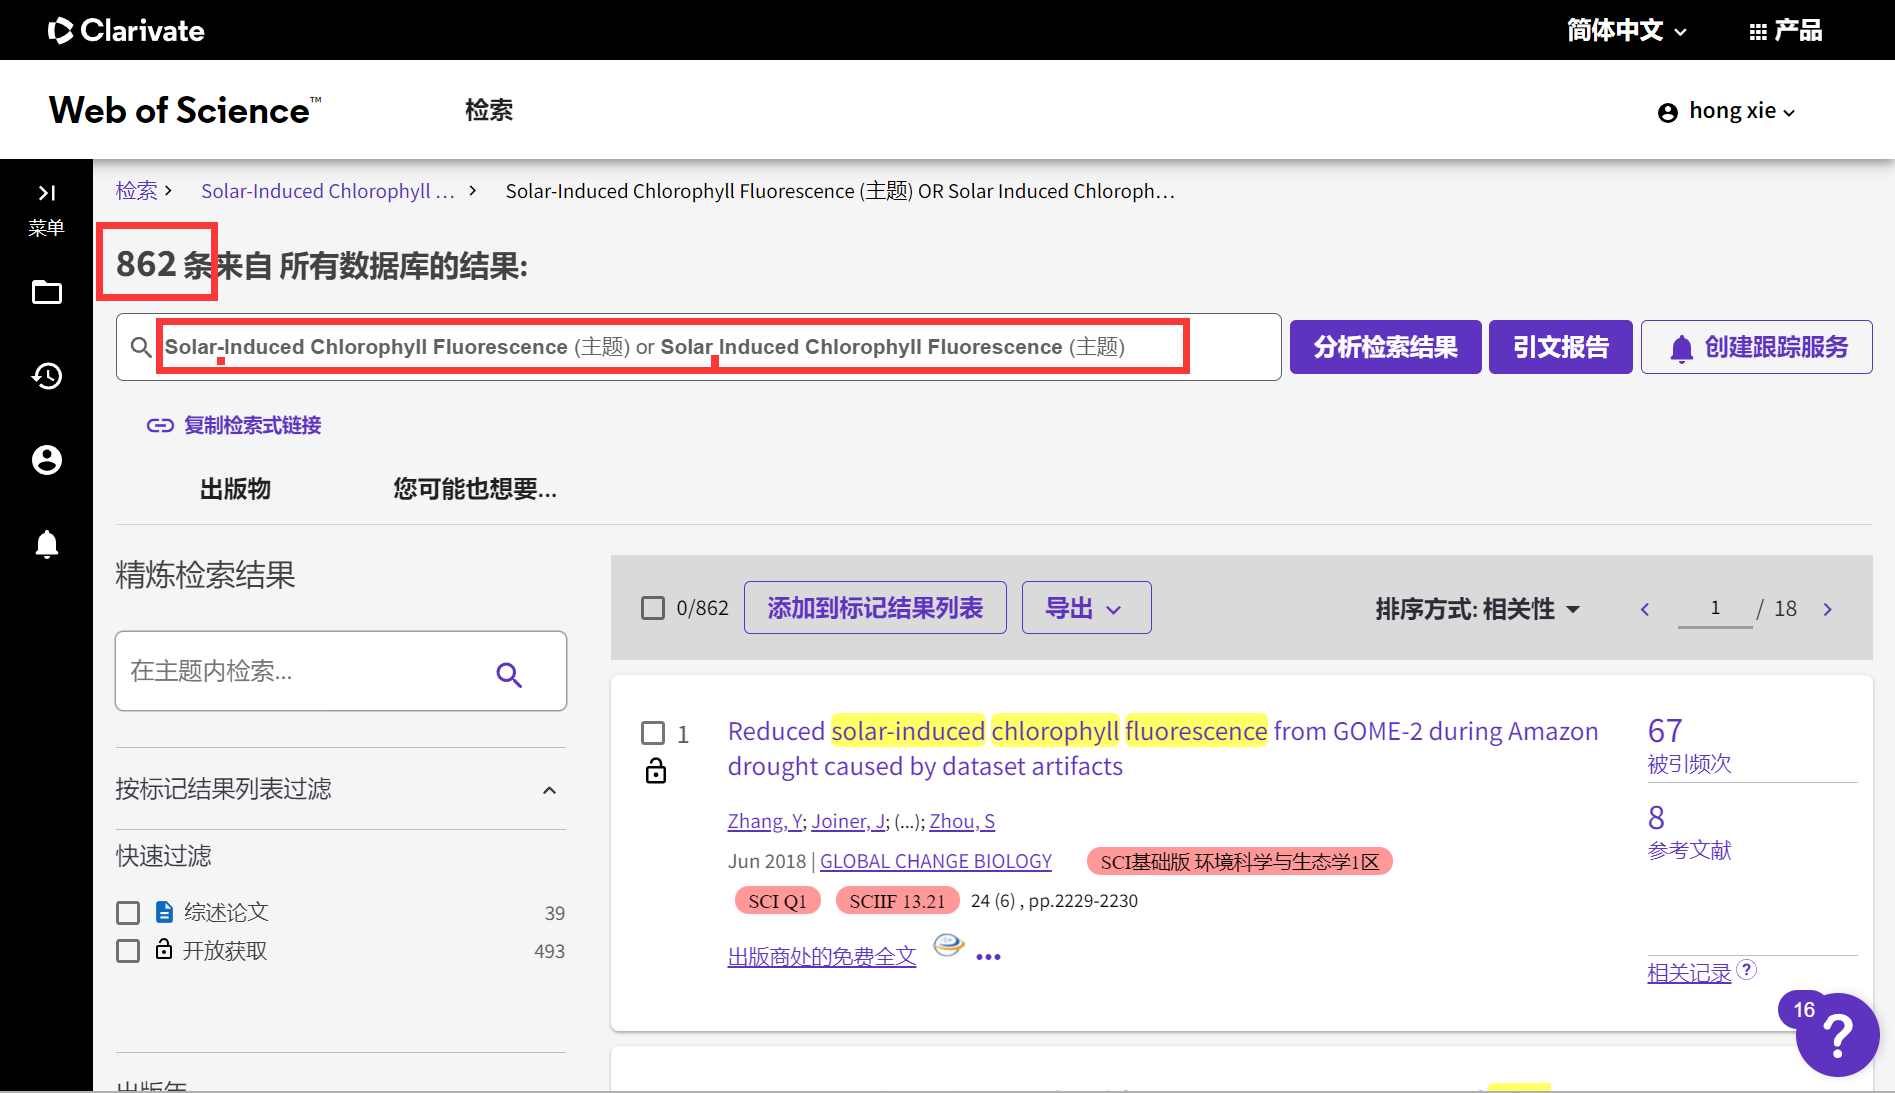 Clarivate
简体中文
产品
Web of Science™
检索
hong xie
菜单
检索 > Solar-Induced Chlorophyll … > Solar-Induced Chlorophyll Fluorescence (主题) OR Solar Induced Chloroph…
862 条来自 所有数据库的结果:
Solar-Induced Chlorophyll Fluorescence (主题) or Solar Induced Chlorophyll Fluorescence (主题)
分析检索结果
引文报告
创建跟踪服务
复制检索式链接
出版物
您可能也想要...
精炼检索结果
在主题内检索...
按标记结果列表过滤
快速过滤
综述论文 39
开放获取 493
0/862
添加到标记结果列表
导出
排序方式: 相关性
1 / 18
1
Reduced solar-induced chlorophyll fluorescence from GOME-2 during Amazon
drought caused by dataset artifacts
Zhang, Y; Joiner, J; (...); Zhou, S
Jun 2018 | GLOBAL CHANGE BIOLOGY SCI基础版 环境科学与生态学1区
SCI Q1 SCIIF 13.21 24 (6) , pp.2229-2230
出版商处的免费全文 •••
67
被引频次
8
参考文献
相关记录 ?
16
?